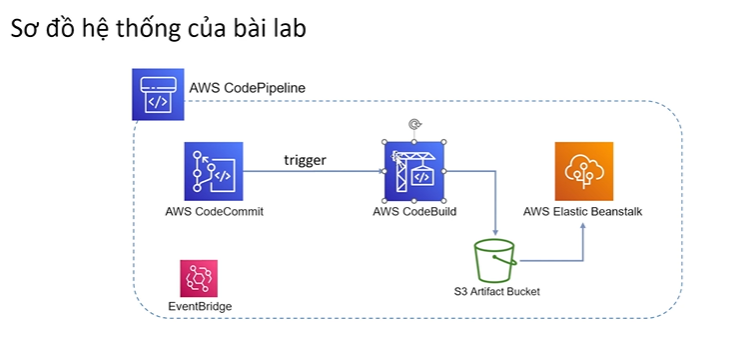 Sơ đồ hệ thống của bài lab
AWS CodePipeline
trigger
AWS CodeCommit
AWS CodeBuild
AWS Elastic Beanstalk
S3 Artifact Bucket
EventBridge